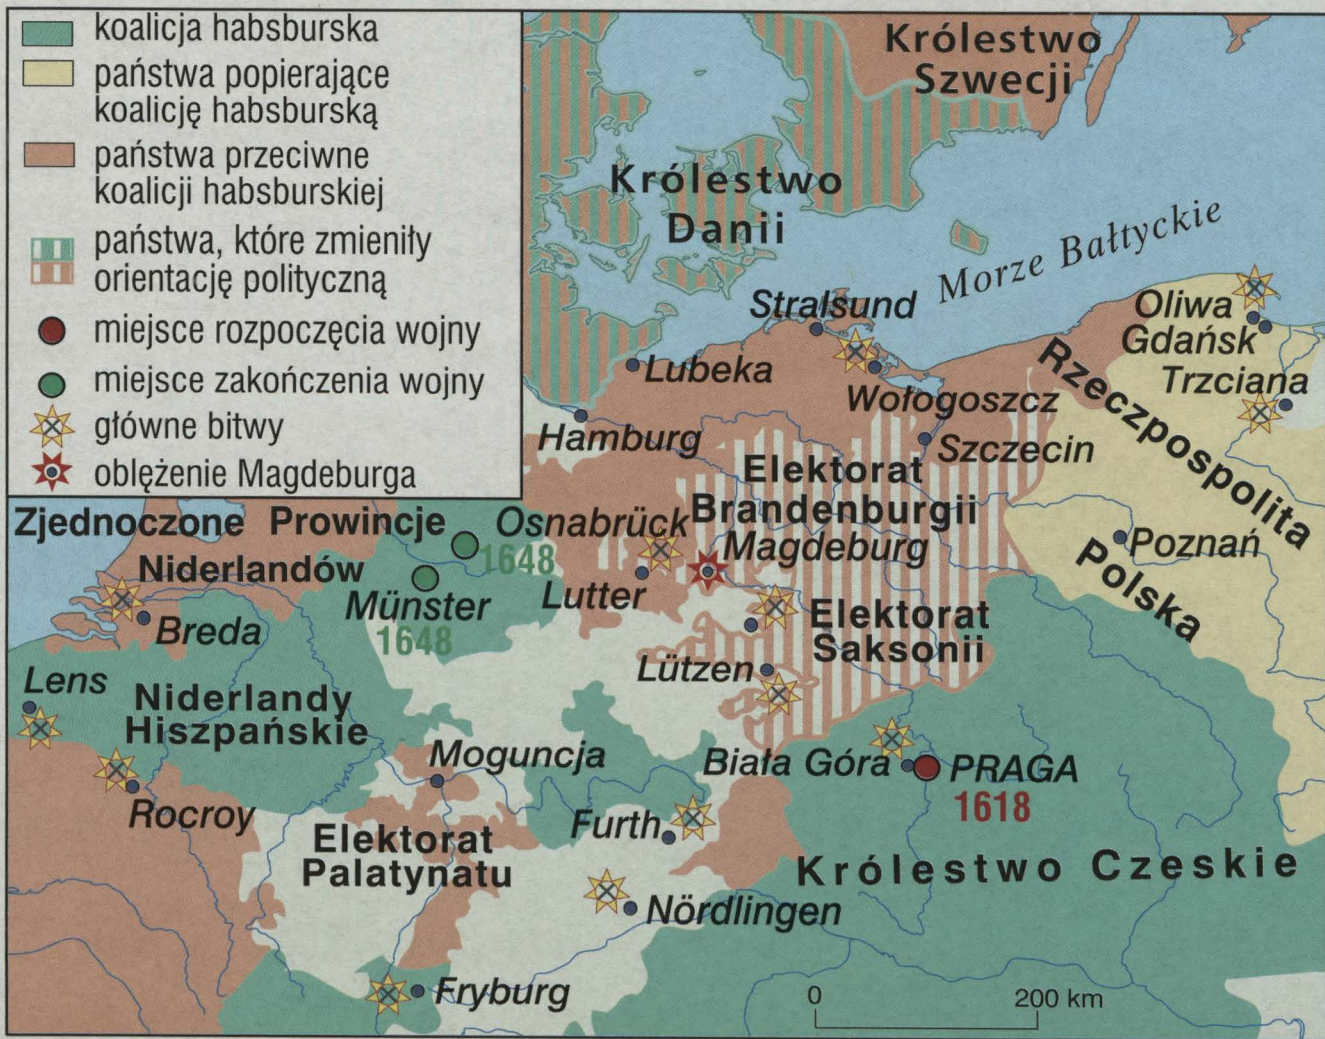 koalicja habsburska
państwa popierające
koalicję habsburską
państwa przeciwne
koalicji habsburskiej
państwa, które zmieniły
orientację polityczną
miejsce rozpoczęcia wojny
miejsce zakończenia wojny
główne bitwy
oblężenie Magdeburga
Królestwo
Szwecji
Królestwo
Danii
Morze Bałtyckie
Stralsund
Oliwa
Gdańsk
Trzciana
Lubeka
Wołogoszcz
Hamburg
Szczecin
Rzeczpospolita
Polska
Elektorat
Brandenburgii
Zjednoczone Prowincje
Niderlandów
Osnabrück
1648
Magdeburg
Poznań
Münster
1648
Lutter
Breda
Elektorat
Saksonii
Lützen
Lens
Niderlandy
Hiszpańskie
Moguncja
Biała Góra
PRAGA
1618
Rocroy
Furth
Elektorat
Palatynatu
Królestwo Czeskie
Nördlingen
Fryburg
0 200 km